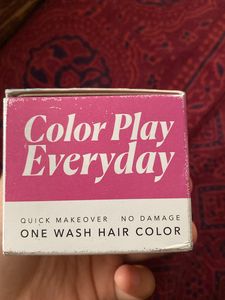 Color Play
Everyday
QUICK MAKEOVER NO DAMAGE
ONE WASH HAIR COLOR